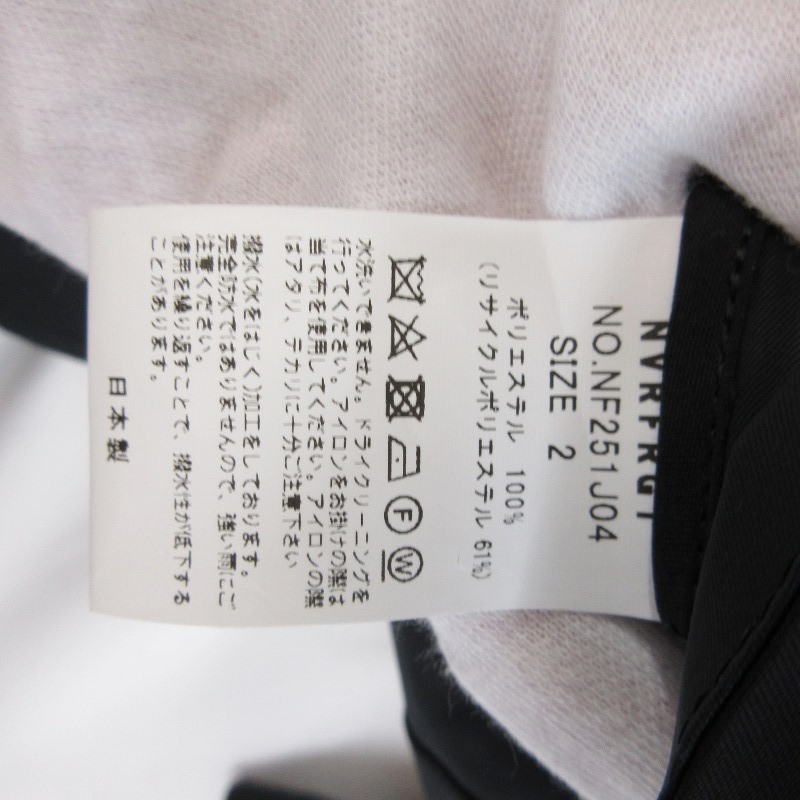 NVRFRGT
NO.NF251J04
SIZE 2
ポリエステル 100%
(リサイクルポリエステル 61%)
F W
水洗いできません。ドライクリーニングを
行ってください。アイロンをお掛けの際は
当て布を使用してください。アイロンの際
はアタリ、テカリに十分ご注意下さい
撥水(水をはじく)加工をしております。
完全防水ではありませんので、強い雨にご
注意ください。
使用を繰り返すことで、撥水性が低下する
ことがあります。
日本製